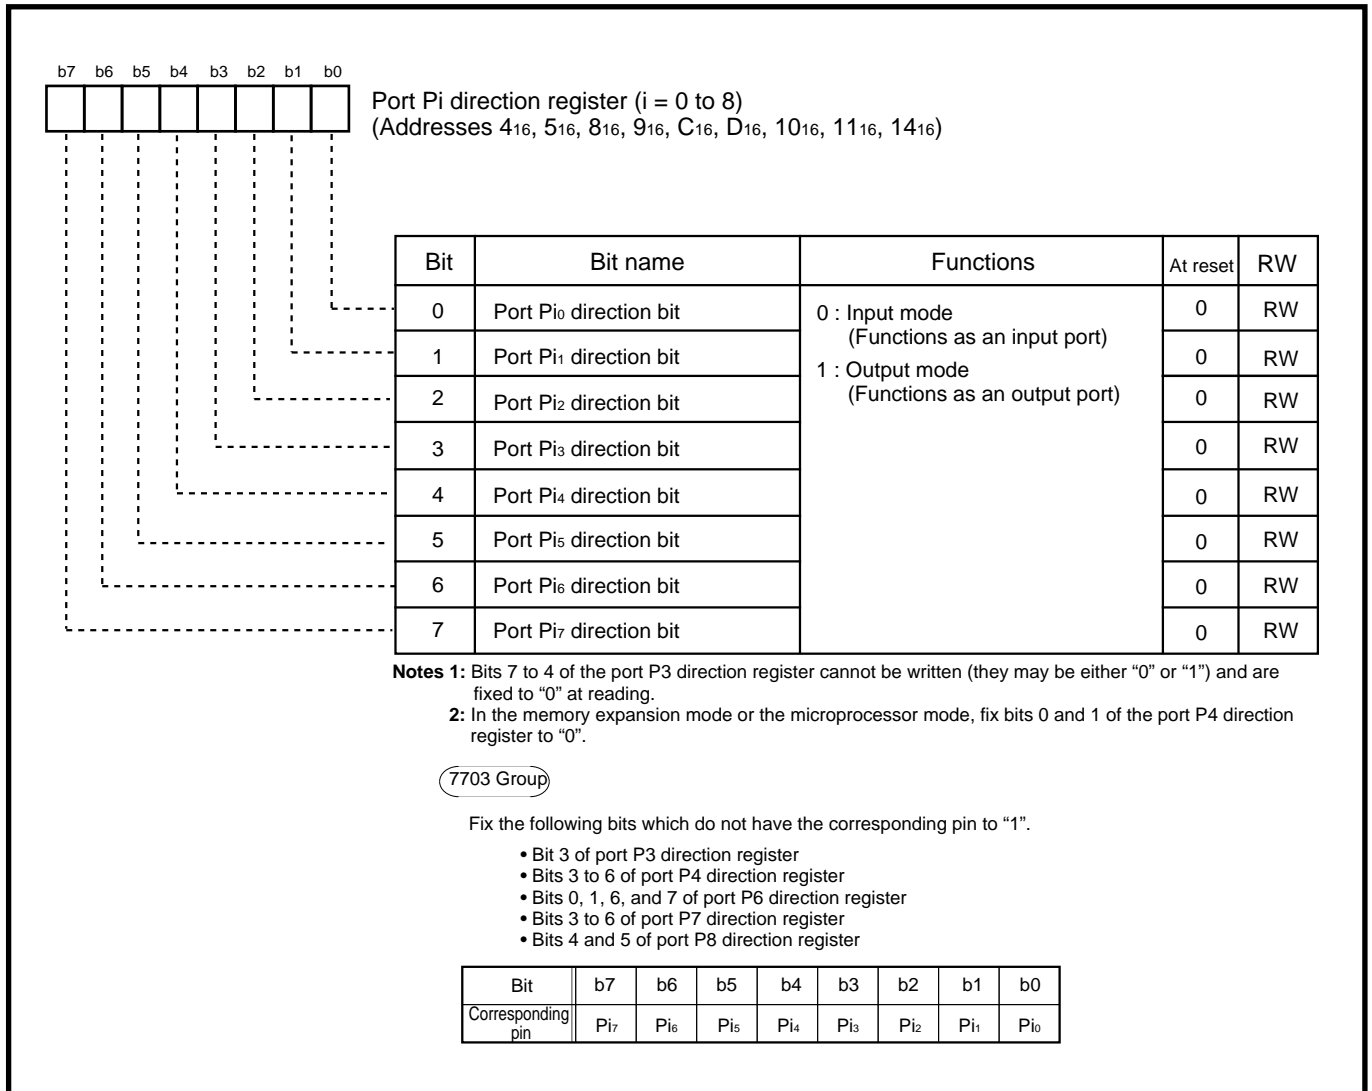 b7 b6 b5 b4 b3 b2 b1 b0
Port Pi direction register (i = 0 to 8)
(Addresses 4₁₆, 5₁₆, 8₁₆, 9₁₆, C₁₆, D₁₆, 10₁₆, 11₁₆, 14₁₆)
Bit Bit name Functions At reset RW
0 Port Pi₀ direction bit 0 : Input mode 0 RW
(Functions as an input port)
1 Port Pi₁ direction bit 0 RW
1 : Output mode
2 Port Pi₂ direction bit (Functions as an output port) 0 RW
3 Port Pi₃ direction bit 0 RW
4 Port Pi₄ direction bit 0 RW
5 Port Pi₅ direction bit 0 RW
6 Port Pi₆ direction bit 0 RW
7 Port Pi₇ direction bit 0 RW
Notes 1: Bits 7 to 4 of the port P3 direction register cannot be written (they may be either “0” or “1”) and are
fixed to “0” at reading.
2: In the memory expansion mode or the microprocessor mode, fix bits 0 and 1 of the port P4 direction
register to “0”.
7703 Group
Fix the following bits which do not have the corresponding pin to “1”.
• Bit 3 of port P3 direction register
• Bits 3 to 6 of port P4 direction register
• Bits 0, 1, 6, and 7 of port P6 direction register
• Bits 3 to 6 of port P7 direction register
• Bits 4 and 5 of port P8 direction register
Bit b7 b6 b5 b4 b3 b2 b1 b0
Corresponding
pin Pi₇ Pi₆ Pi₅ Pi₄ Pi₃ Pi₂ Pi₁ Pi₀